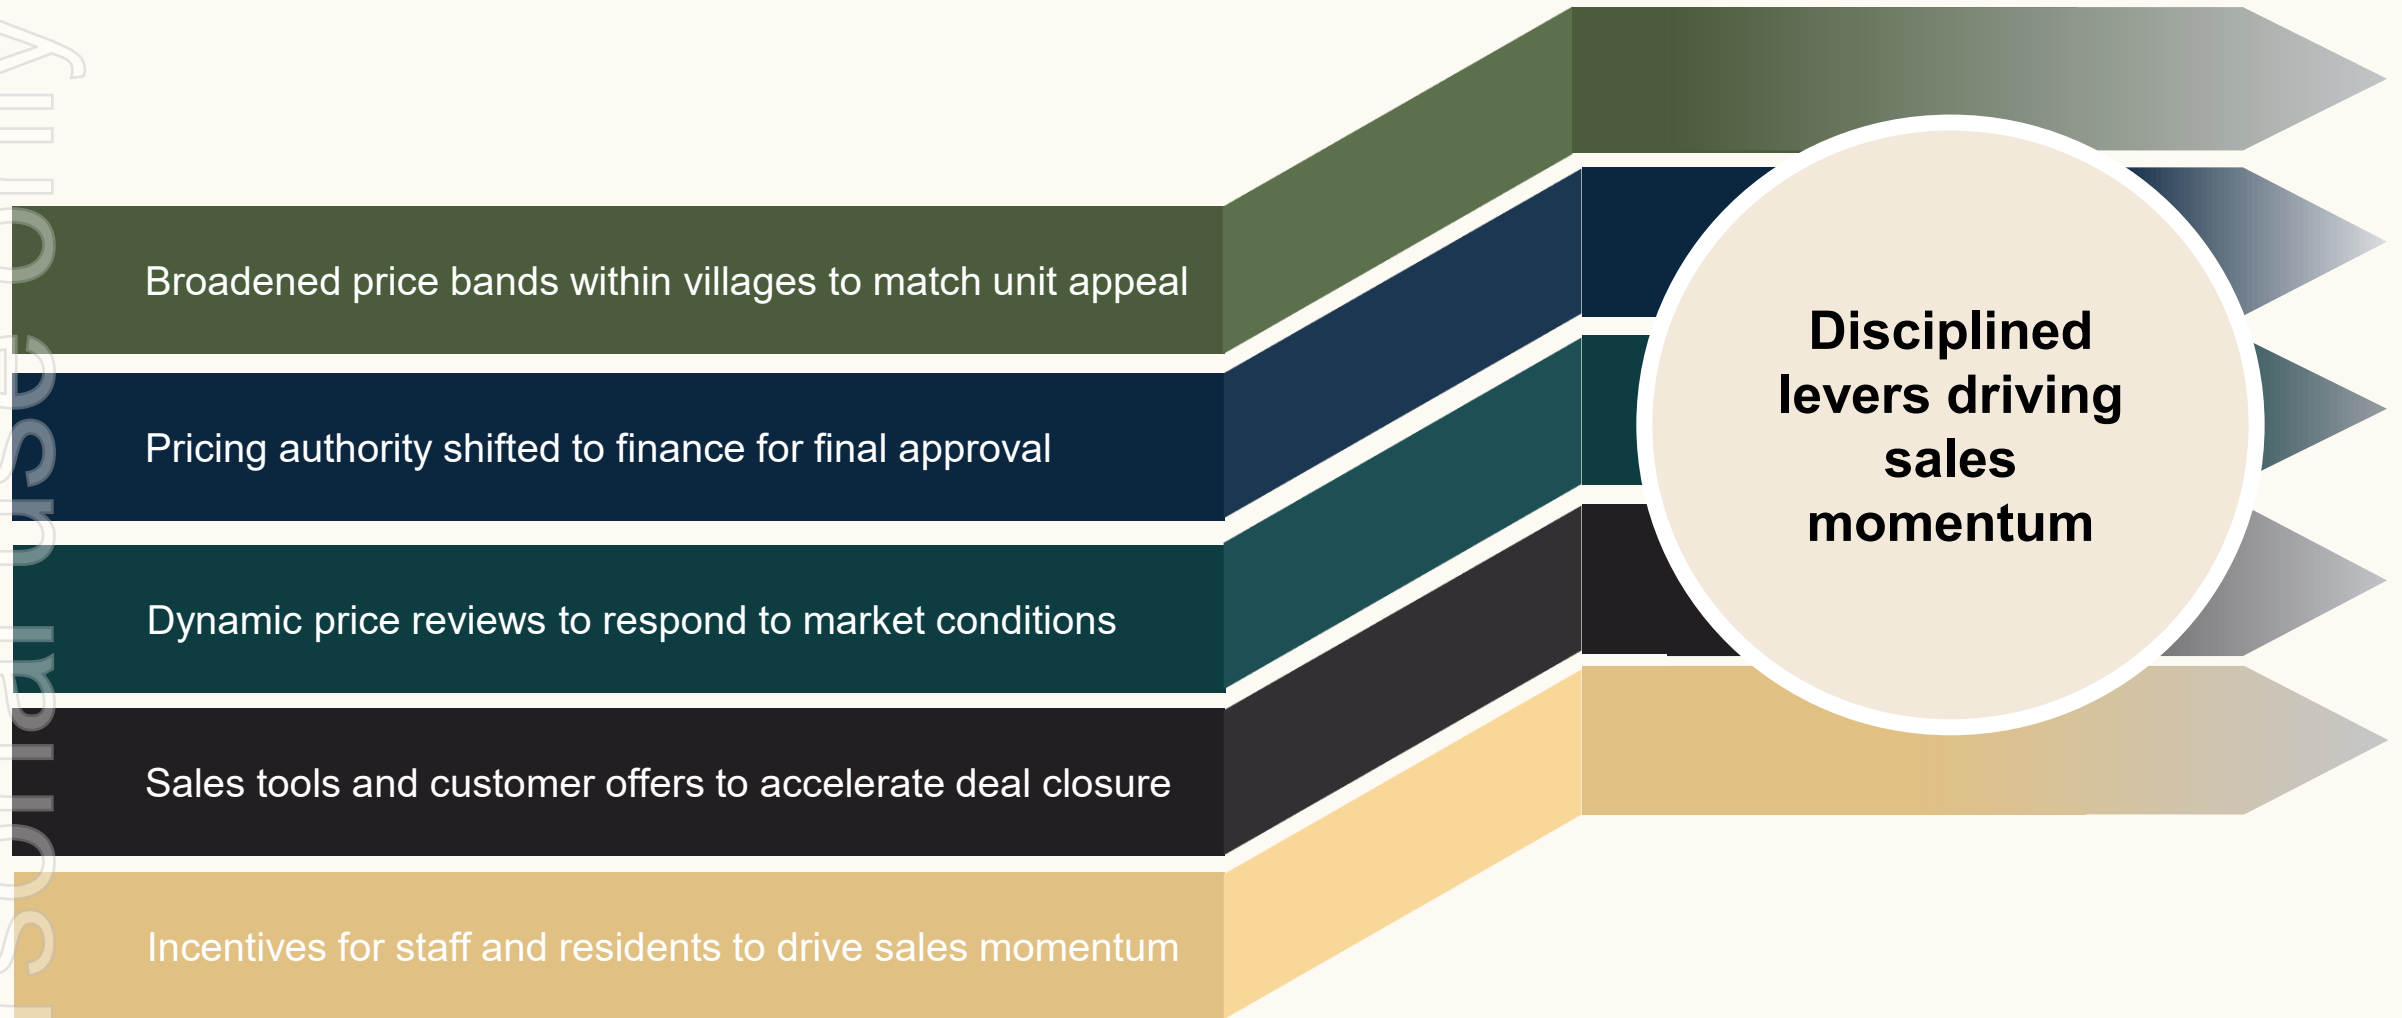 Broadened price bands within villages to match unit appeal
Pricing authority shifted to finance for final approval
Dynamic price reviews to respond to market conditions
Sales tools and customer offers to accelerate deal closure
Incentives for staff and residents to drive sales momentum
Disciplined
levers driving
sales
momentum
use only